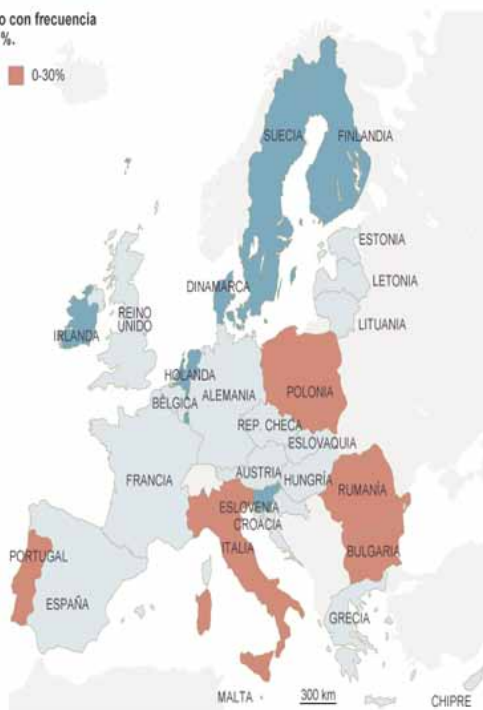 o con frecuencia
%.
0-30%
SUECIA
FINLANDIA
ESTONIA
LETONIA
LITUANIA
DINAMARCA
REINO
UNIDO
IRLANDA
HOLANDA
BÉLGICA
ALEMANIA
POLONIA
REP. CHECA
ESLOVAQUIA
AUSTRIA
HUNGRÍA
FRANCIA
RUMANÍA
ESLOVENIA
CROACIA
ITALIA
BULGARIA
PORTUGAL
ESPAÑA
GRECIA
MALTA
300 km
CHIPRE